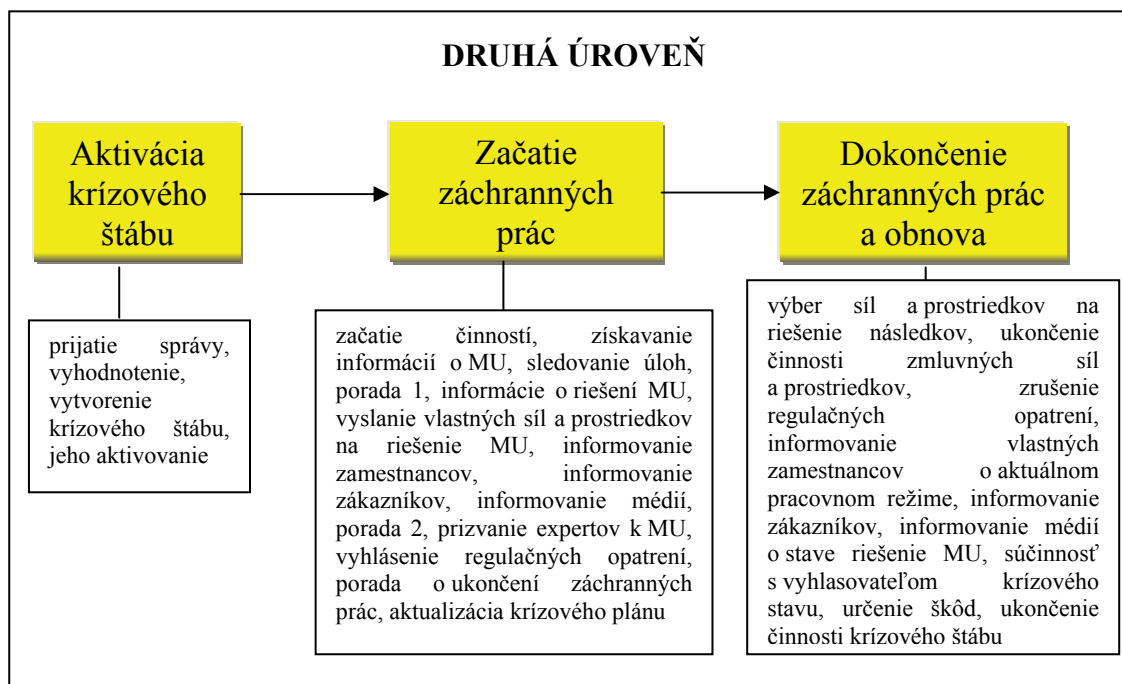 DRUHÁ ÚROVEŇ
Aktivácia
krízového
štábu
Začatie
záchranných
prác
Dokončenie
záchranných prác
a obnova
prijatie správy,
vyhodnotenie,
vytvorenie
krízového štábu,
jeho aktivovanie
začatie činností, získavanie
informácií o MU, sledovanie úloh,
porada 1, informácie o riešení MU,
vyslanie vlastných síl a prostriedkov
na riešenie MU, informovanie
zamestnancov, informovanie
zákazníkov, informovanie médií,
porada 2, prizvanie expertov k MU,
vyhlásenie regulačných opatrení,
porada o ukončení záchranných
prác, aktualizácia krízového plánu
výber síl a prostriedkov na
riešenie následkov, ukončenie
činnosti zmluvných síl
a prostriedkov, zrušenie
regulačných opatrení,
informovanie vlastných
zamestnancov o aktuálnom
pracovnom režime, informovanie
zákazníkov, informovanie médií
o stave riešenie MU, súčinnosť
s vyhlasovateľom krízového
stavu, určenie škôd, ukončenie
činnosti krízového štábu